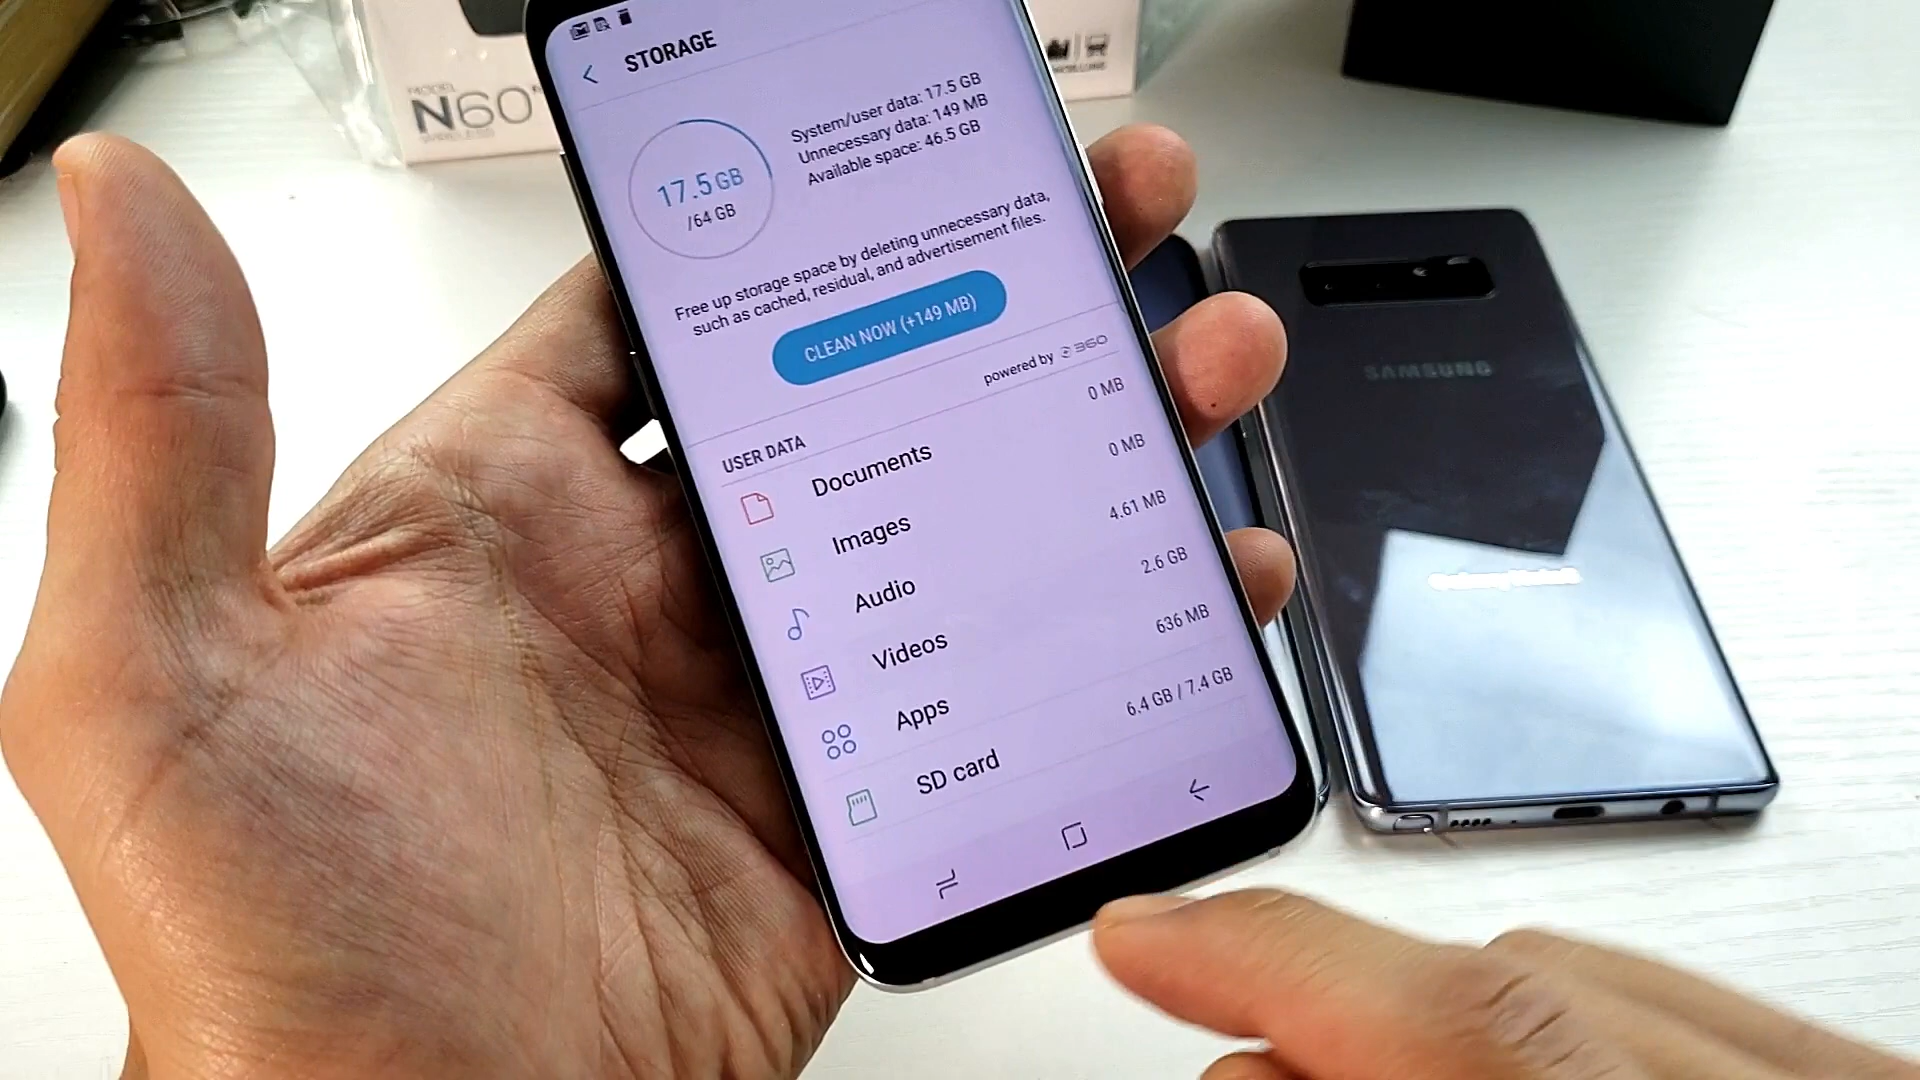 MODEL
N60
WIRELESS
STORAGE
17.5 GB
/64 GB
System/user data: 17.5 GB
Unnecessary data: 149 MB
Available space: 46.5 GB
Free up storage space by deleting unnecessary data,
such as cached, residual, and advertisement files.
CLEAN NOW (+149 MB)
powered by 360
USER DATA
Documents 0 MB
Images 0 MB
Audio 4.61 MB
Videos 2.6 GB
Apps 636 MB
SD card 6.4 GB / 7.4 GB
SAMSUNG